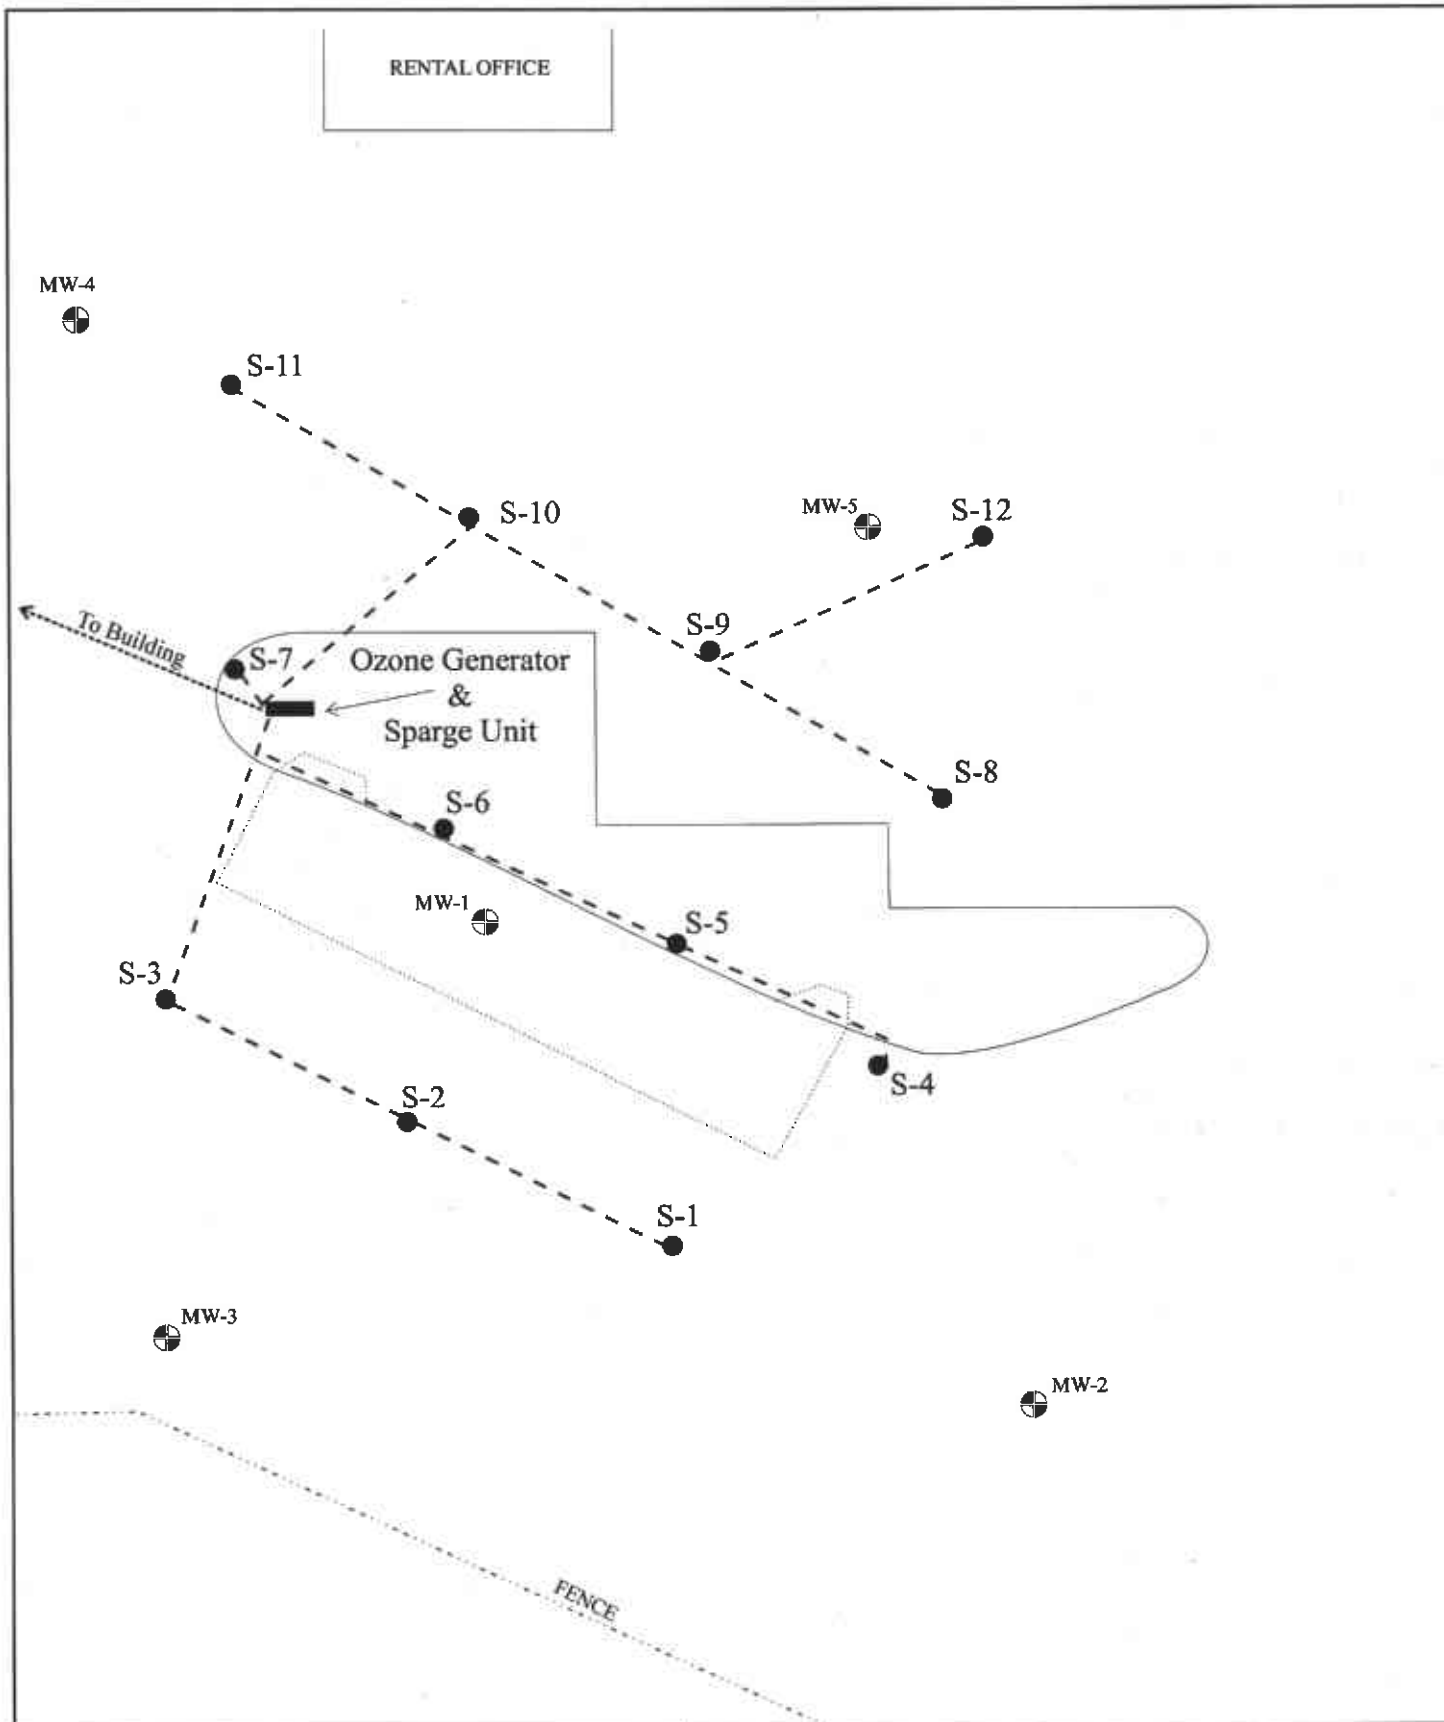 RENTAL OFFICE
MW-4
S-11
S-10
MW-5
S-12
To Building
S-9
S-7
Ozone Generator
&
Sparge Unit
S-8
S-6
MW-1
S-5
S-3
S-4
S-2
S-1
MW-3
MW-2
FENCE